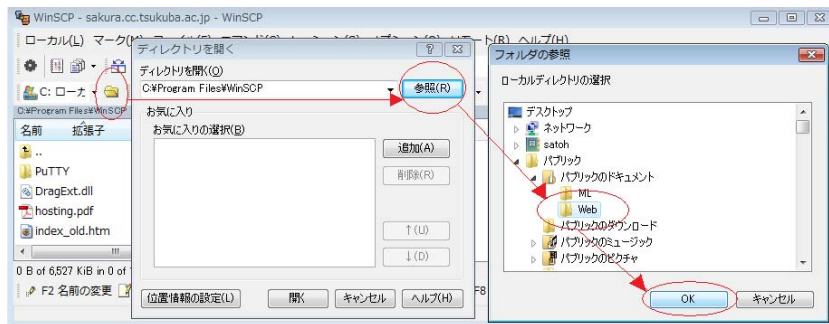 WinSCP - sakura.cc.tsukuba.ac.jp - WinSCP
ローカル(L) マーク(M)
リモート(R) ヘルプ(H)
C: ローカ
C:¥Program Files¥WinSCP
名前 拡張子
..
PuTTY
DragExt.dll
hosting.pdf
index_old.htm
0 B of 6,527 KiB in 0 of
F2 名前の変更
F8
ディレクトリを開く
ディレクトリを開く(O)
C:¥Program Files¥WinSCP
参照(R)
お気に入り
お気に入りの選択(B)
追加(A)
削除(R)
↑(U)
↓(D)
位置情報の設定(L) 開く キャンセル ヘルプ(H)
フォルダの参照
ローカルディレクトリの選択
デスクトップ
ネットワーク
satoh
パブリック
パブリックのドキュメント
ML
Web
パブリックのダウンロード
パブリックのミュージック
パブリックのピクチャ
OK キャンセル